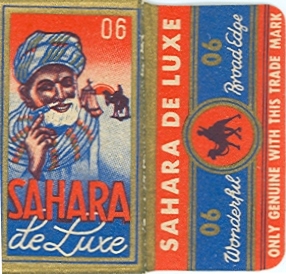 06
SAHARA
de Luxe
SAHARA DE LUXE
Wonderful 06
06 Broad Edge
ONLY GENUINE WITH THIS TRADE MARK